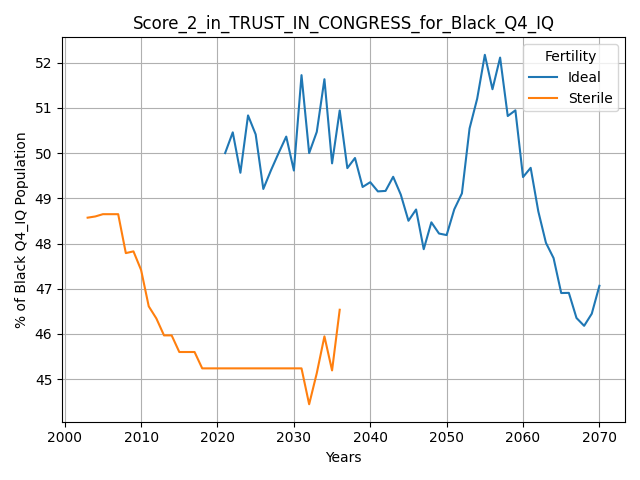 Score_2_in_TRUST_IN_CONGRESS_for_Black_Q4_IQ
% of Black Q4_IQ Population
52
51
50
49
48
47
46
45
Fertility
Ideal
Sterile
2000 2010 2020 2030 2040 2050 2060 2070
Years